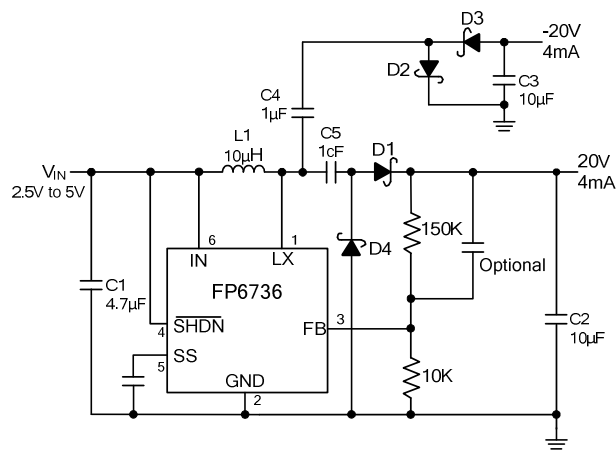 D3
-20V
4mA
D2
C3
10µF
C4
1µF
L1
10µH
C5
1cF
D1
VIN
2.5V to 5V
20V
4mA
150K
6
1
IN
LX
D4
Optional
C1
4.7µF
FP6736
4
SHDN
FB
3
C2
10µF
SS
5
10K
GND
2